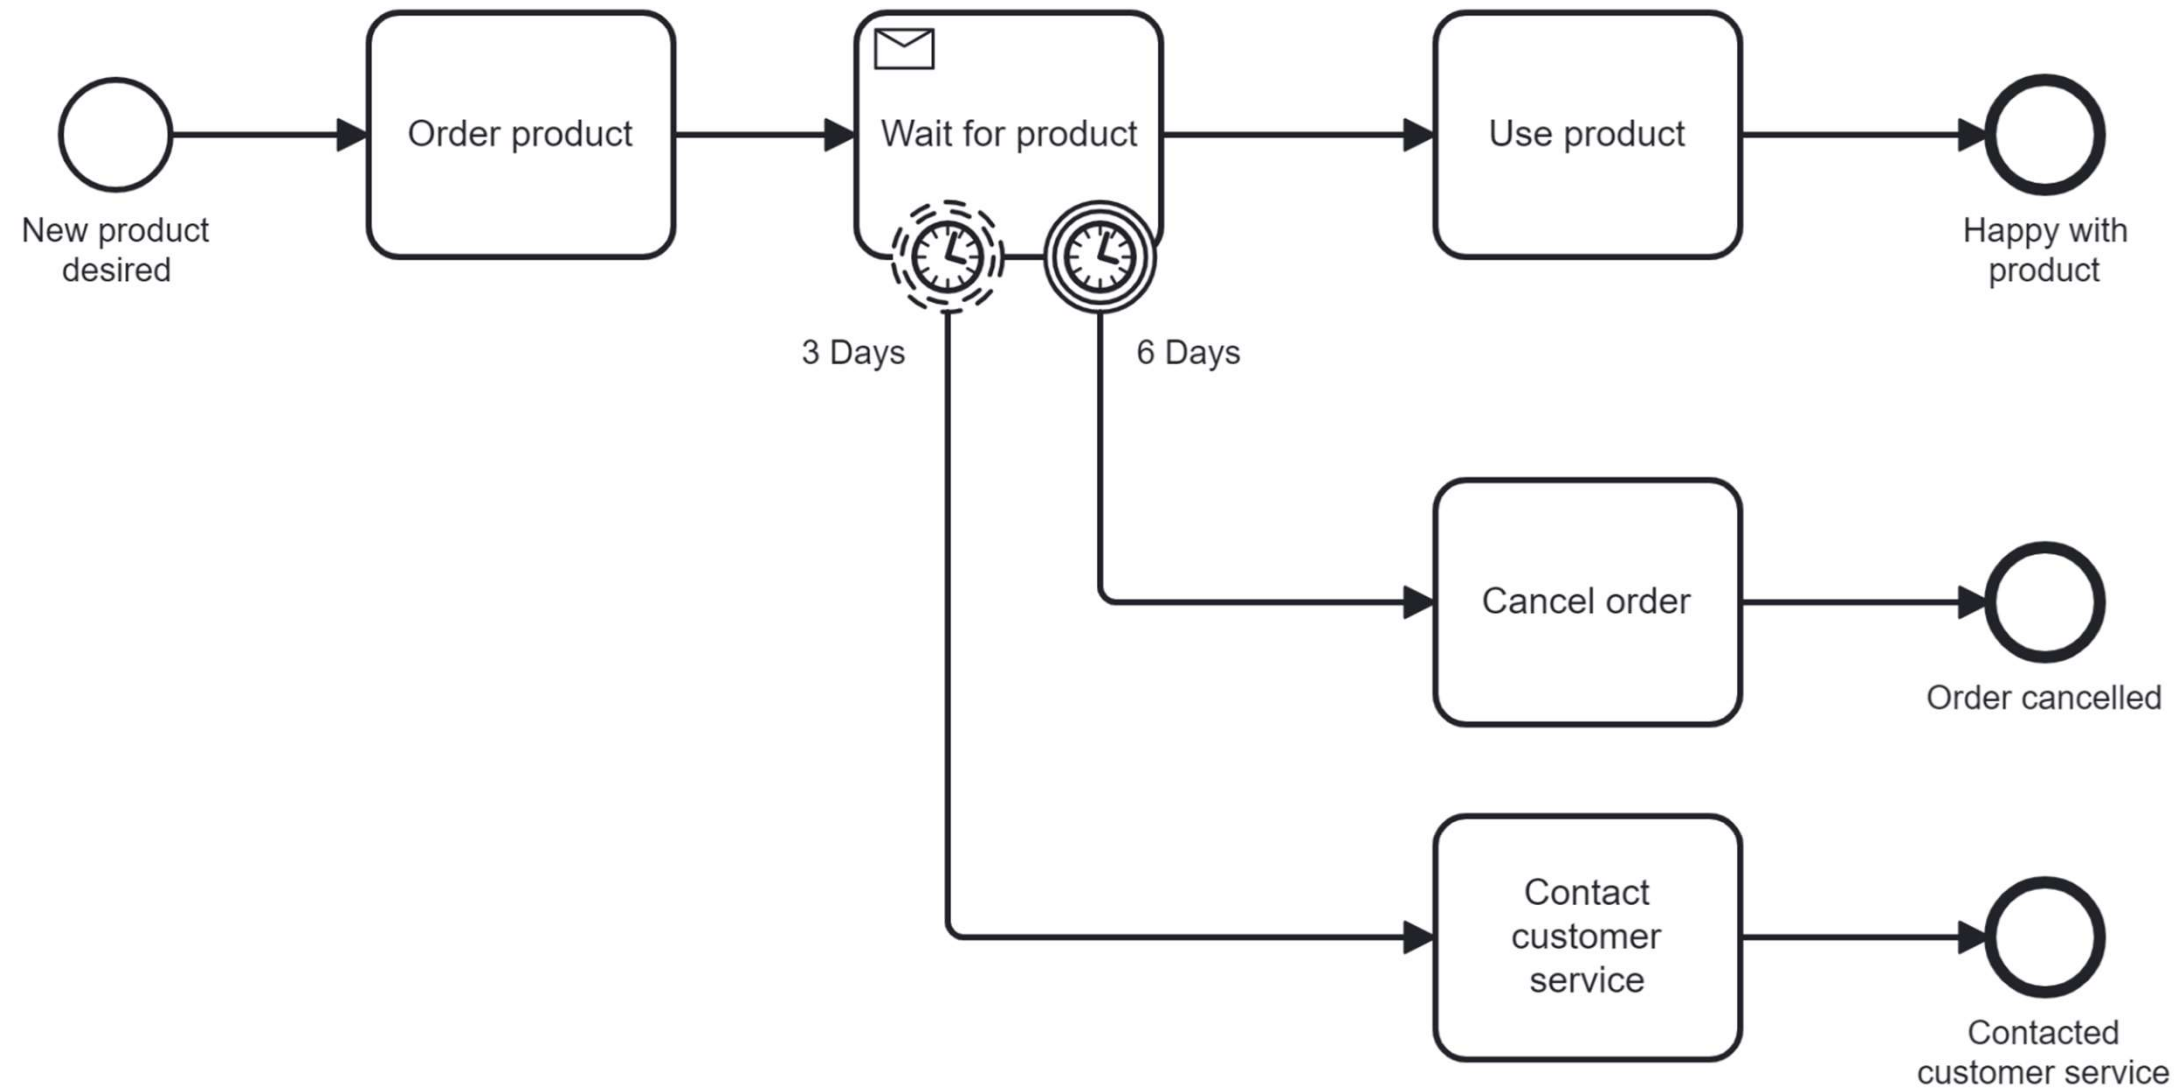 Order product
Wait for product
Use product
New product
desired
Happy with
product
3 Days
6 Days
Cancel order
Order cancelled
Contact
customer
service
Contacted
customer service